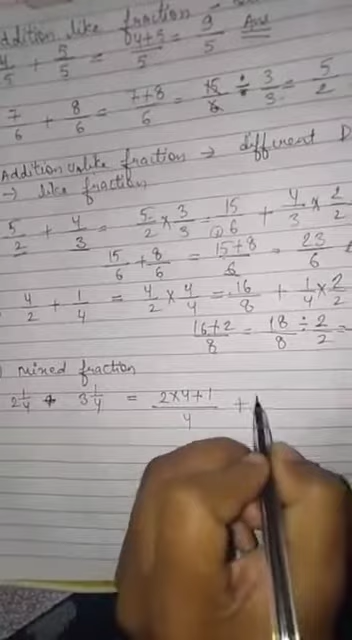 Addition like fraction
4/5 + 5/5 = 4+5/5 = 9/5 Ans
7/6 + 8/6 = 7+8/6 = 15/6 ÷ 3/3 = 5/2
Addition unlike fraction → different D
→ like fraction
5/2 + 4/3 = 5/2 × 3/3 = 15/6 + 4/3 × 2/2
15/6 + 8/6 = 15+8/6 = 23/6
4/2 + 1/4 = 4/2 × 4/4 = 16/8 + 1/4 × 2/2
16+2/8 = 18/8 ÷ 2/2 =
mixed fraction
2 1/4 + 3 1/4 = 2×4+1/4 +